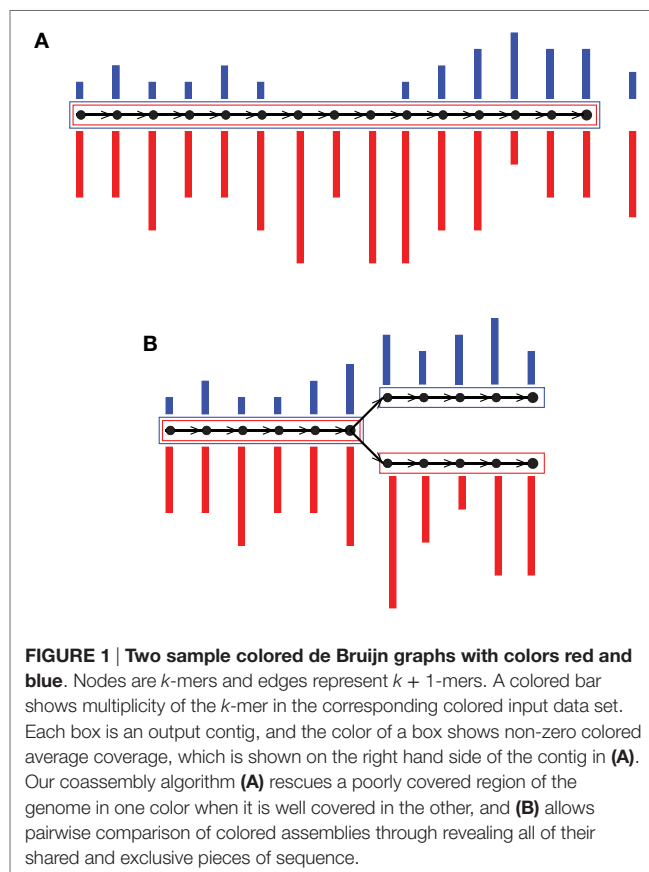 A
B
FIGURE 1 | Two sample colored de Bruijn graphs with colors red and
blue. Nodes are k-mers and edges represent k + 1-mers. A colored bar
shows multiplicity of the k-mer in the corresponding colored input data set.
Each box is an output contig, and the color of a box shows non-zero colored
average coverage, which is shown on the right hand side of the contig in (A).
Our coassembly algorithm (A) rescues a poorly covered region of the
genome in one color when it is well covered in the other, and (B) allows
pairwise comparison of colored assemblies through revealing all of their
shared and exclusive pieces of sequence.